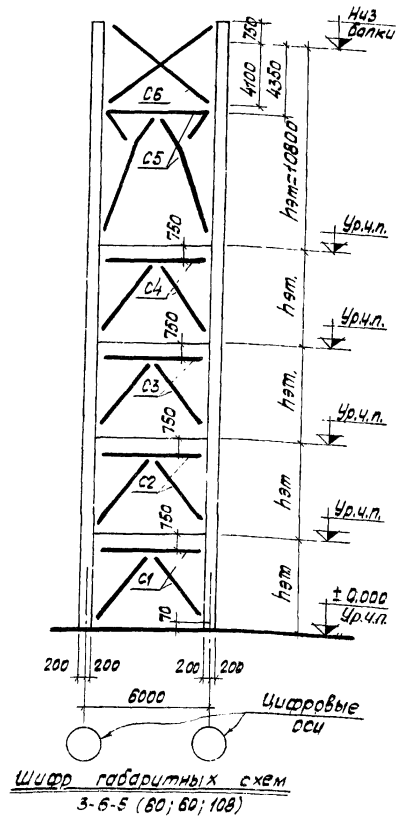 Низ
балки
750
4100
4350
С6
С5
hэт=10800
750
Ур.ч.п.
С4
hэт.
750
Ур.ч.п.
С3
hэт.
750
Ур.ч.п.
С2
hэт
750
Ур.ч.п.
С1
hэт
70
±0.000
Ур.ч.п.
200 200 200 200
6000
Цифровые
оси
Шифр габаритных схем
3-6-5 (60; 60; 108)